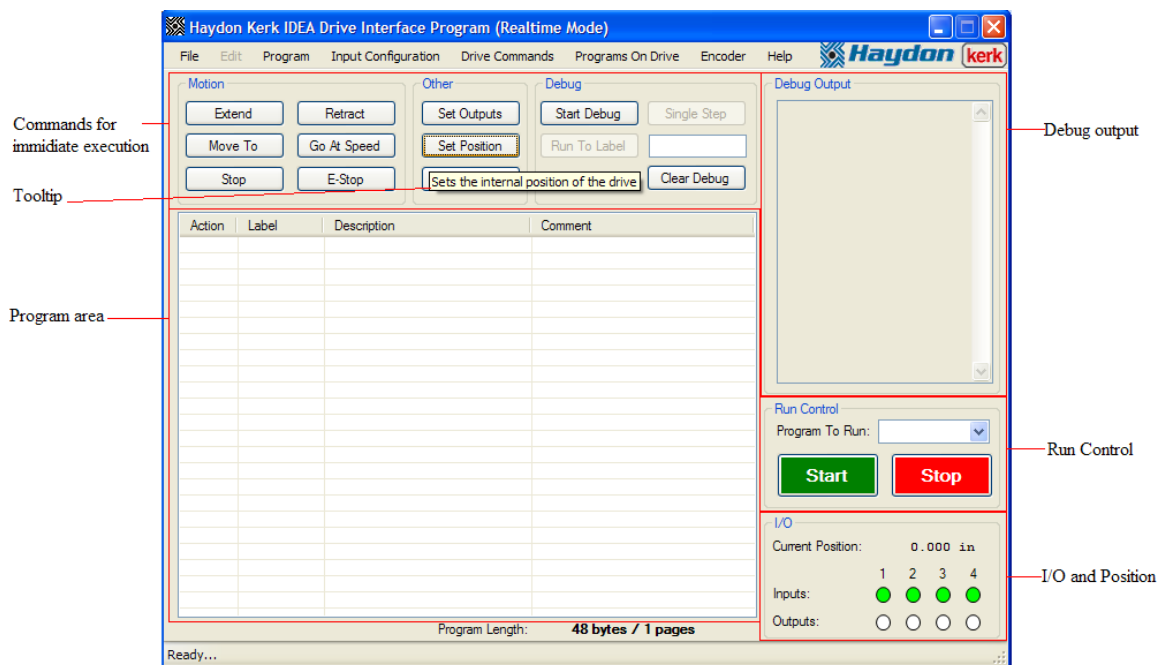 Haydon Kerk IDEA Drive Interface Program (Realtime Mode)
File Edit Program Input Configuration Drive Commands Programs On Drive Encoder Help
Haydon kerk
Motion
Extend Retract
Move To Go At Speed
Stop E-Stop
Other
Set Outputs
Set Position
Sets the internal position of the drive
Debug
Start Debug Single Step
Run To Label
Clear Debug
Debug Output
Action Label Description Comment
Run Control
Program To Run:
Start Stop
I/O
Current Position: 0.000 in
1 2 3 4
Inputs:
Outputs:
Program Length: 48 bytes / 1 pages
Ready...
Commands for
immidiate execution
Tooltip
Program area
Debug output
Run Control
I/O and Position